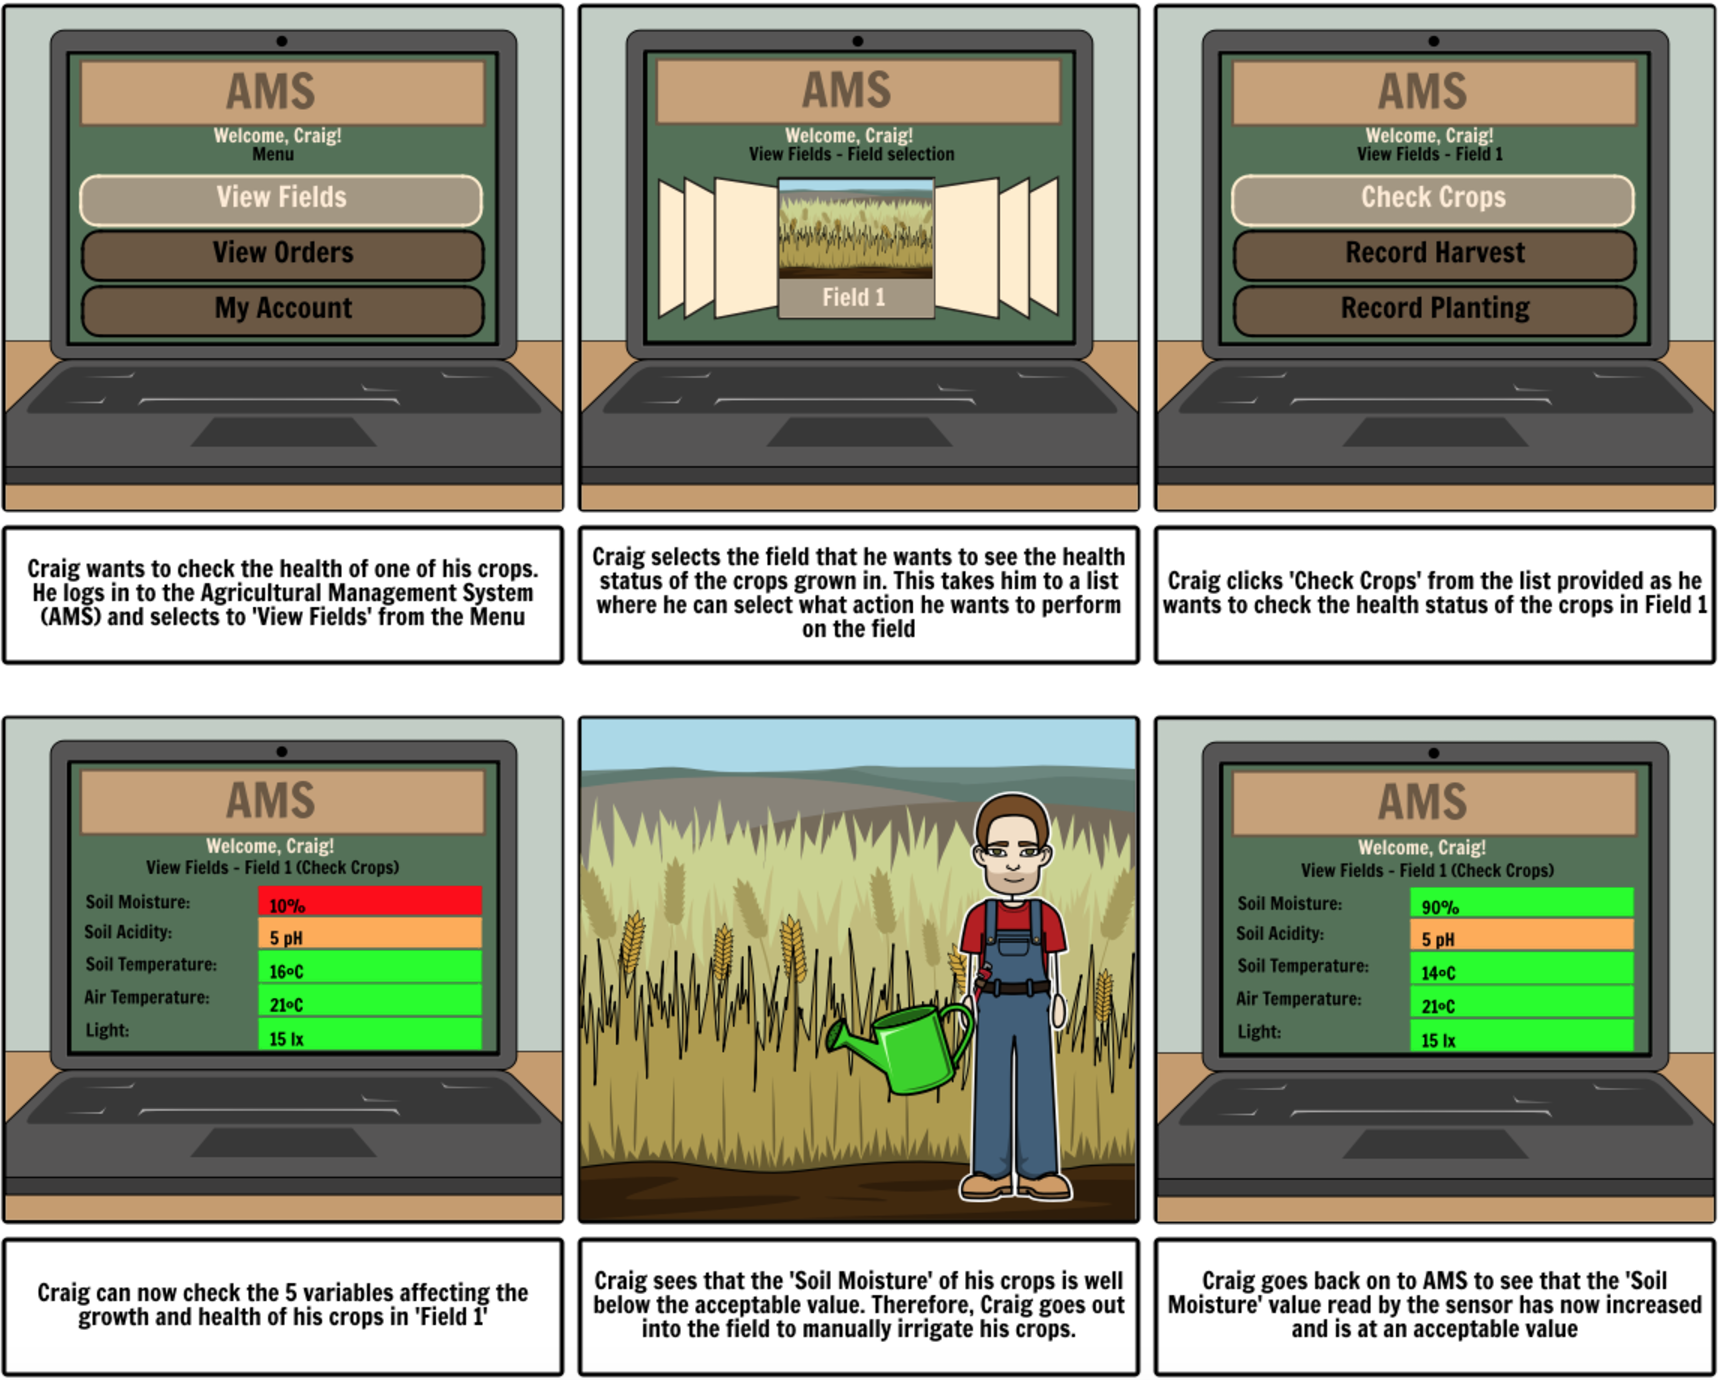 AMS
Welcome, Craig!
Menu
View Fields
View Orders
My Account
AMS
Welcome, Craig!
View Fields - Field selection
Field 1
AMS
Welcome, Craig!
View Fields - Field 1
Check Crops
Record Harvest
Record Planting
Craig wants to check the health of one of his crops.
He logs in to the Agricultural Management System
(AMS) and selects to 'View Fields' from the Menu
Craig selects the field that he wants to see the health
status of the crops grown in. This takes him to a list
where he can select what action he wants to perform
on the field
Craig clicks 'Check Crops' from the list provided as he
wants to check the health status of the crops in Field 1
AMS
Welcome, Craig!
View Fields - Field 1 (Check Crops)
Soil Moisture: 10%
Soil Acidity: 5 pH
Soil Temperature: 16ºC
Air Temperature: 21ºC
Light: 15 lx
AMS
Welcome, Craig!
View Fields - Field 1 (Check Crops)
Soil Moisture: 90%
Soil Acidity: 5 pH
Soil Temperature: 14ºC
Air Temperature: 21ºC
Light: 15 lx
Craig can now check the 5 variables affecting the
growth and health of his crops in 'Field 1'
Craig sees that the 'Soil Moisture' of his crops is well
below the acceptable value. Therefore, Craig goes out
into the field to manually irrigate his crops.
Craig goes back on to AMS to see that the 'Soil
Moisture' value read by the sensor has now increased
and is at an acceptable value